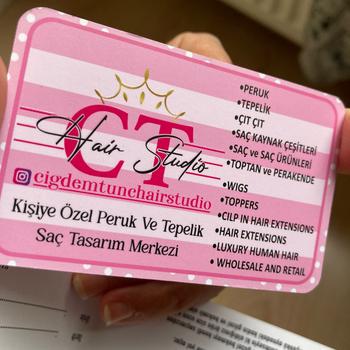 CT
Hair Studio
cigdemtunchairstudio
Kişiye Özel Peruk Ve Tepelik
Saç Tasarım Merkezi
•PERUK
•TEPELİK
•ÇIT ÇIT
•SAÇ KAYNAK ÇEŞİTLERİ
•SAÇ ve SAÇ ÜRÜNLERİ
•TOPTAN ve PERAKENDE
•WIGS
•TOPPERS
•CILP IN HAIR EXTENSIONS
•HAIR EXTENSIONS
•LUXURY HUMAN HAIR
•WHOLESALE AND RETAIL